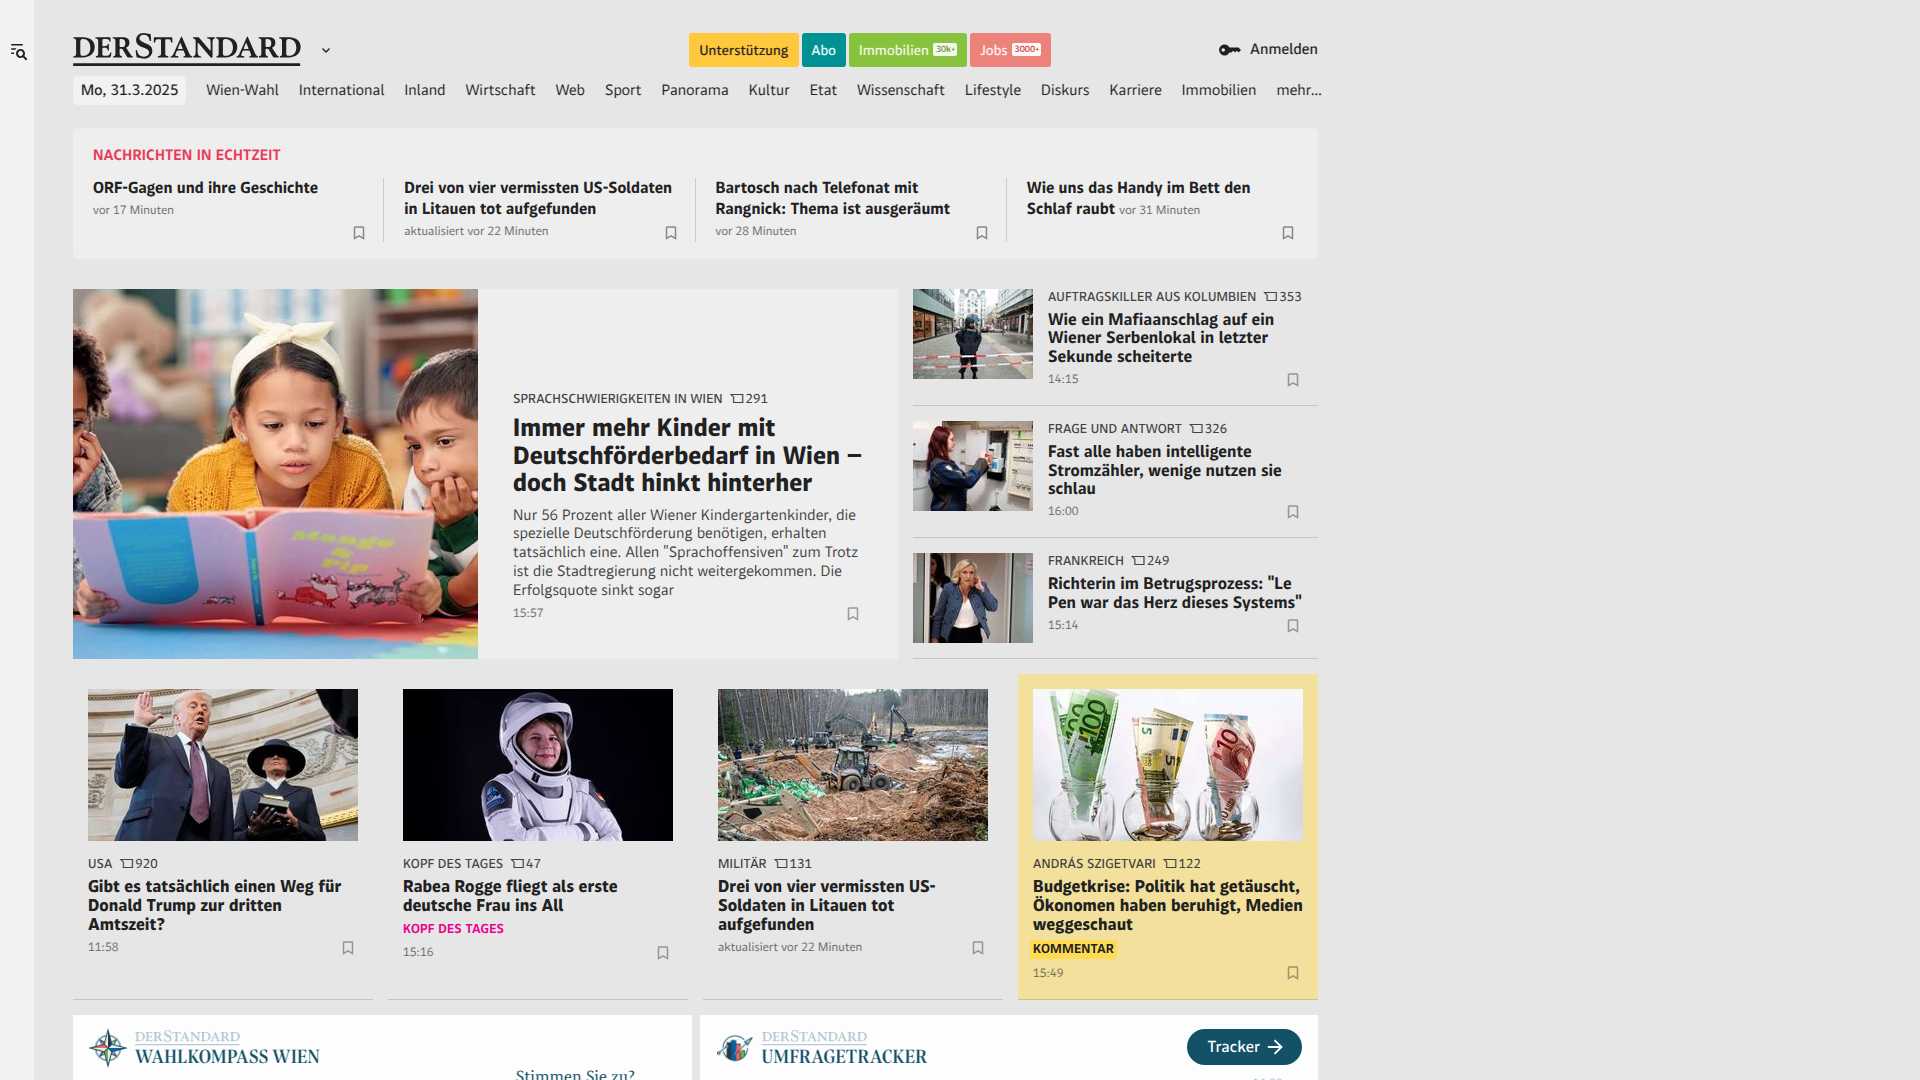 DERSTANDARD
Unterstützung
Abo
Immobilien 30k+
Jobs 3000+
Anmelden
Mo, 31.3.2025
Wien-Wahl
International
Inland
Wirtschaft
Web
Sport
Panorama
Kultur
Etat
Wissenschaft
Lifestyle
Diskurs
Karriere
Immobilien
mehr...
NACHRICHTEN IN ECHTZEIT
ORF-Gagen und ihre Geschichte
vor 17 Minuten
Drei von vier vermissten US-Soldaten
in Litauen tot aufgefunden
aktualisiert vor 22 Minuten
Bartosch nach Telefonat mit
Rangnick: Thema ist ausgeräumt
vor 28 Minuten
Wie uns das Handy im Bett den
Schlaf raubt vor 31 Minuten
SPRACHSCHWIERIGKEITEN IN WIEN 291
Immer mehr Kinder mit
Deutschförderbedarf in Wien –
doch Stadt hinkt hinterher
Nur 56 Prozent aller Wiener Kindergartenkinder, die
spezielle Deutschförderung benötigen, erhalten
tatsächlich eine. Allen "Sprachoffensiven" zum Trotz
ist die Stadtregierung nicht weitergekommen. Die
Erfolgsquote sinkt sogar
15:57
AUFTRAGSKILLER AUS KOLUMBIEN 353
Wie ein Mafiaanschlag auf ein
Wiener Serbenlokal in letzter
Sekunde scheiterte
14:15
FRAGE UND ANTWORT 326
Fast alle haben intelligente
Stromzähler, wenige nutzen sie
schlau
16:00
FRANKREICH 249
Richterin im Betrugsprozess: "Le
Pen war das Herz dieses Systems"
15:14
USA 920
Gibt es tatsächlich einen Weg für
Donald Trump zur dritten
Amtszeit?
11:58
KOPF DES TAGES 47
Rabea Rogge fliegt als erste
deutsche Frau ins All
KOPF DES TAGES
15:16
MILITÄR 131
Drei von vier vermissten US-
Soldaten in Litauen tot
aufgefunden
aktualisiert vor 22 Minuten
100
5
10
ANDRÁS SZIGETVARI 122
Budgetkrise: Politik hat getäuscht,
Ökonomen haben beruhigt, Medien
weggeschaut
KOMMENTAR
15:49
DERSTANDARD
WAHLKOMPASS WIEN
Stimmen Sie zu?
DERSTANDARD
UMFRAGETRACKER
Tracker